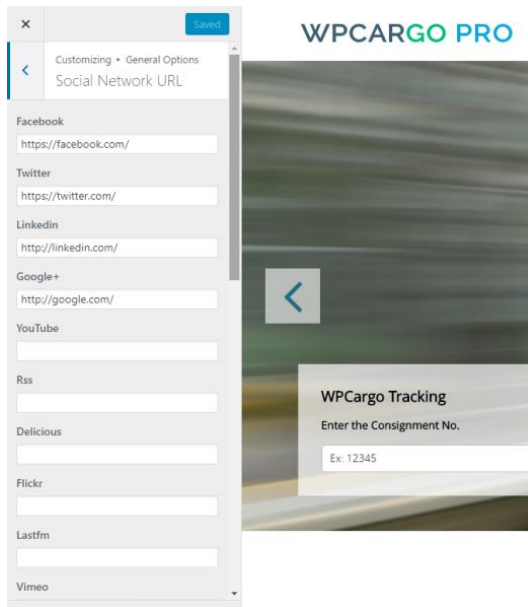 Saved
Customizing • General Options
Social Network URL
Facebook
https://facebook.com/
Twitter
https://twitter.com/
Linkedin
http://linkedin.com/
Google+
http://google.com/
YouTube
Rss
Delicious
Flickr
Lastfm
Vimeo
WPCARGO PRO
WPCargo Tracking
Enter the Consignment No.
Ex: 12345